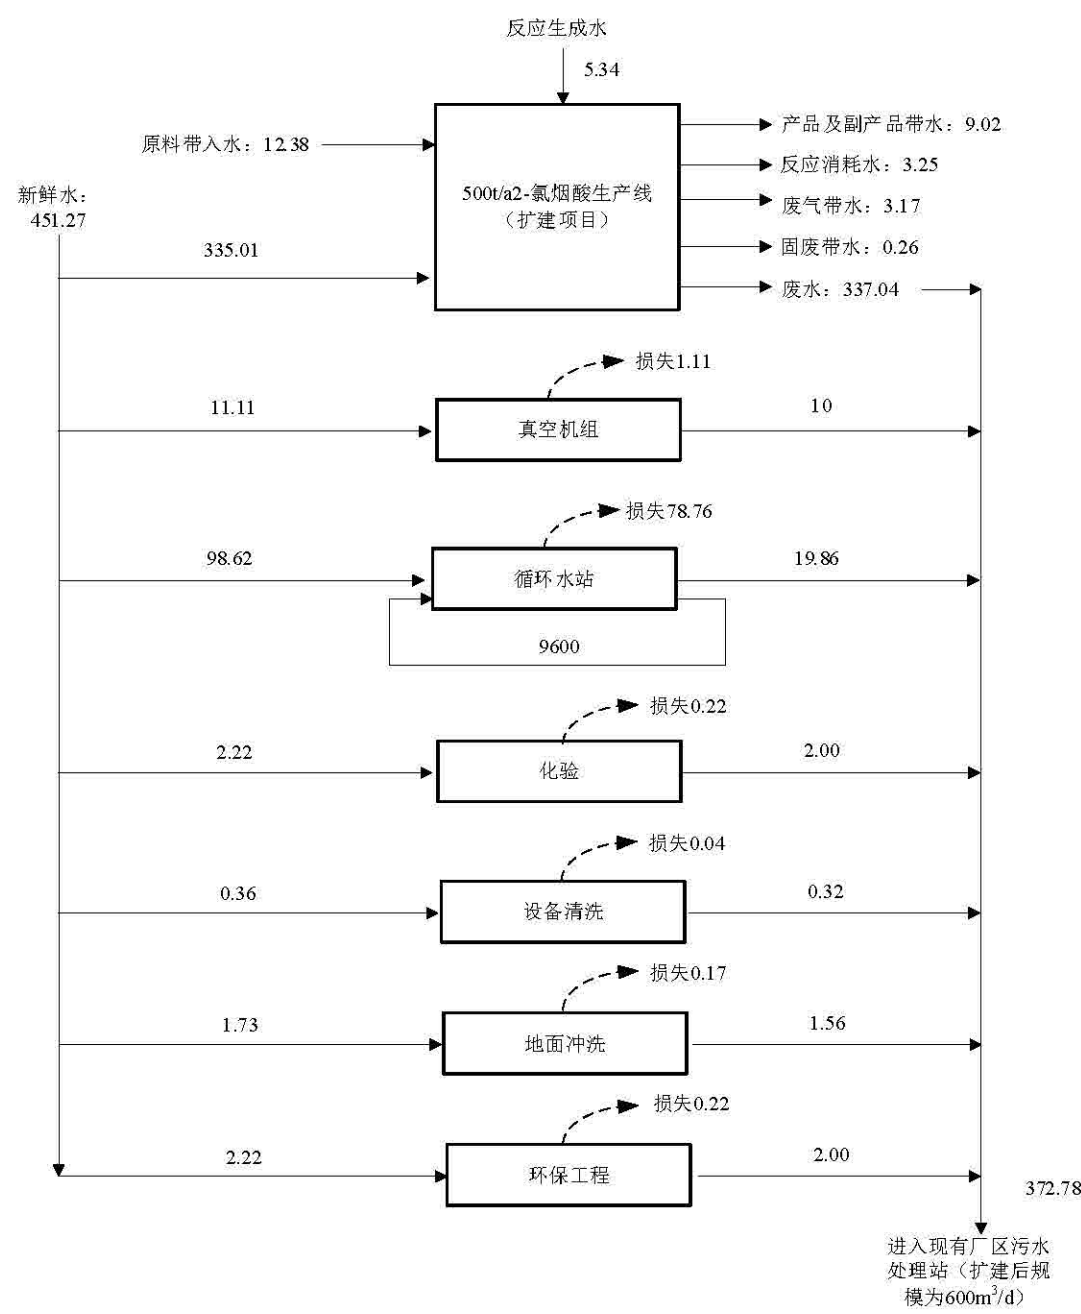 反应生成水
5.34
原料带入水：12.38
新鲜水：
451.27
335.01
500t/a2-氯烟酸生产线
（扩建项目）
产品及副产品带水：9.02
反应消耗水：3.25
废气带水：3.17
固废带水：0.26
废水：337.04
损失1.11
11.11
真空机组
10
损失78.76
98.62
循环水站
19.86
9600
损失0.22
2.22
化验
2.00
损失0.04
0.36
设备清洗
0.32
损失0.17
1.73
地面冲洗
1.56
损失0.22
2.22
环保工程
2.00
372.78
进入现有厂区污水
处理站（扩建后规
模为600m³/d）